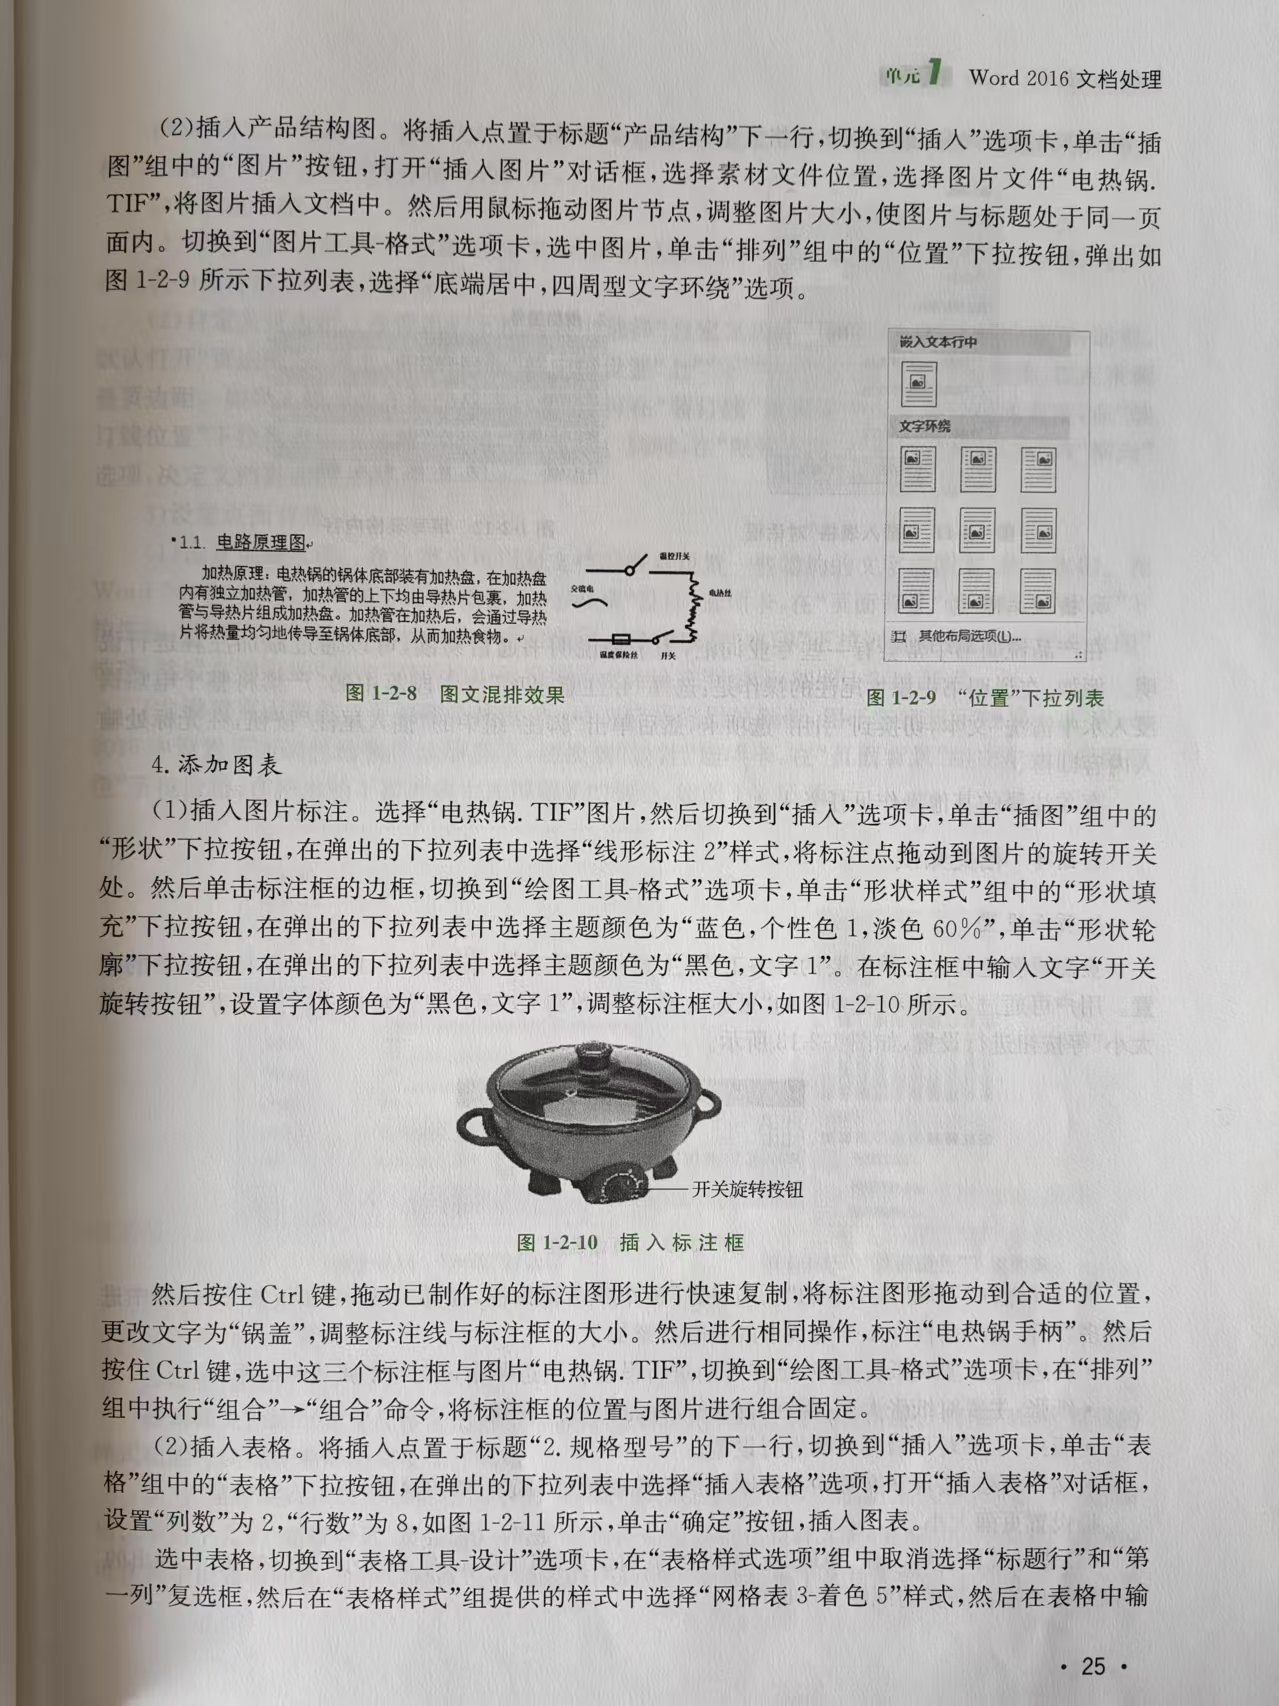 单元1 Word 2016 文档处理
(2)插入产品结构图。将插入点置于标题“产品结构”下一行,切换到“插入”选项卡,单击“插
图”组中的“图片”按钮,打开“插入图片”对话框,选择素材文件位置,选择图片文件“电热锅.
TIF”,将图片插入文档中。然后用鼠标拖动图片节点,调整图片大小,使图片与标题处于同一页
面内。切换到“图片工具-格式”选项卡,选中图片,单击“排列”组中的“位置”下拉按钮,弹出如
图 1-2-9 所示下拉列表,选择“底端居中,四周型文字环绕”选项。
嵌入文本行中
文字环绕
其他布局选项(L)...
1.1. 电路原理图
加热原理:电热锅的锅体底部装有加热盘,在加热盘
内有独立加热管,加热管的上下均由导热片包裹,加热
管与导热片组成加热盘。加热管在加热后,会通过导热
片将热量均匀地传导至锅体底部,从而加热食物。
温控开关
交流电
电热丝
温度保险丝
开关
图 1-2-8 图文混排效果
图 1-2-9 “位置”下拉列表
4. 添加图表
(1)插入图片标注。选择“电热锅. TIF”图片,然后切换到“插入”选项卡,单击“插图”组中的
“形状”下拉按钮,在弹出的下拉列表中选择“线形标注 2”样式,将标注点拖动到图片的旋转开关
处。然后单击标注框的边框,切换到“绘图工具-格式”选项卡,单击“形状样式”组中的“形状填
充”下拉按钮,在弹出的下拉列表中选择主题颜色为“蓝色,个性色 1,淡色 60%”,单击“形状轮
廓”下拉按钮,在弹出的下拉列表中选择主题颜色为“黑色,文字 1”。在标注框中输入文字“开关
旋转按钮”,设置字体颜色为“黑色,文字 1”,调整标注框大小,如图 1-2-10 所示。
开关旋转按钮
图 1-2-10 插入标注框
然后按住 Ctrl 键,拖动已制作好的标注图形进行快速复制,将标注图形拖动到合适的位置,
更改文字为“锅盖”,调整标注线与标注框的大小。然后进行相同操作,标注“电热锅手柄”。然后
按住 Ctrl 键,选中这三个标注框与图片“电热锅. TIF”,切换到“绘图工具-格式”选项卡,在“排列”
组中执行“组合”→“组合”命令,将标注框的位置与图片进行组合固定。
(2)插入表格。将插入点置于标题“2. 规格型号”的下一行,切换到“插入”选项卡,单击“表
格”组中的“表格”下拉按钮,在弹出的下拉列表中选择“插入表格”选项,打开“插入表格”对话框,
设置“列数”为 2,“行数”为 8,如图 1-2-11 所示,单击“确定”按钮,插入图表。
选中表格,切换到“表格工具-设计”选项卡,在“表格样式选项”组中取消选择“标题行”和“第
一列”复选框,然后在“表格样式”组提供的样式中选择“网格表 3-着色 5”样式,然后在表格中输
· 25 ·